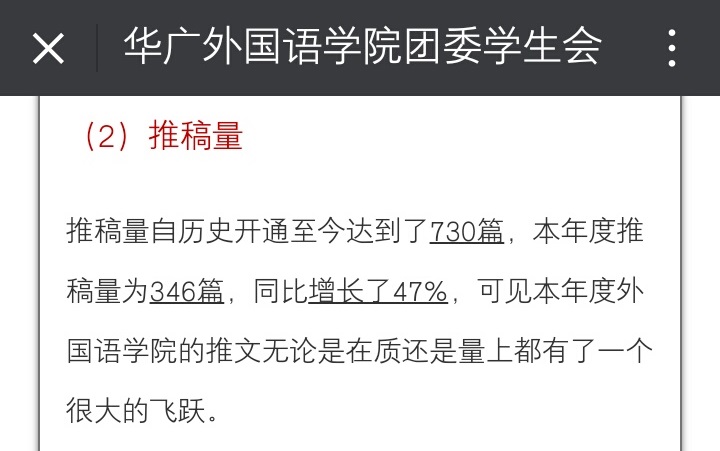 华广外国语学院团委学生会
（2）推稿量
推稿量自历史开通至今达到了730篇，本年度推
稿量为346篇，同比增长了47%，可见本年度外
国语学院的推文无论是在质还是量上都有了一个
很大的飞跃。